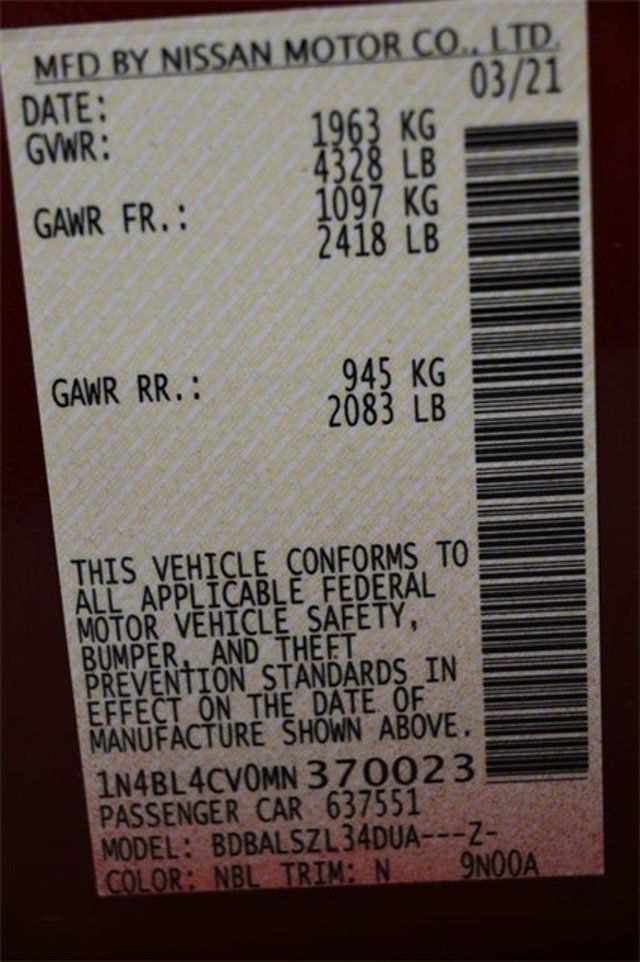 MFD BY NISSAN MOTOR CO., LTD.
DATE: 03/21
GVWR: 1963 KG
4328 LB
GAWR FR.: 1097 KG
2418 LB
GAWR RR.: 945 KG
2083 LB
THIS VEHICLE CONFORMS TO
ALL APPLICABLE FEDERAL
MOTOR VEHICLE SAFETY,
BUMPER, AND THEFT
PREVENTION STANDARDS IN
EFFECT ON THE DATE OF
MANUFACTURE SHOWN ABOVE.
1N4BL4CV0MN370023
PASSENGER CAR 637551
MODEL: BDBALSZL34DUA---Z-
COLOR: NBL TRIM: N 9N00A